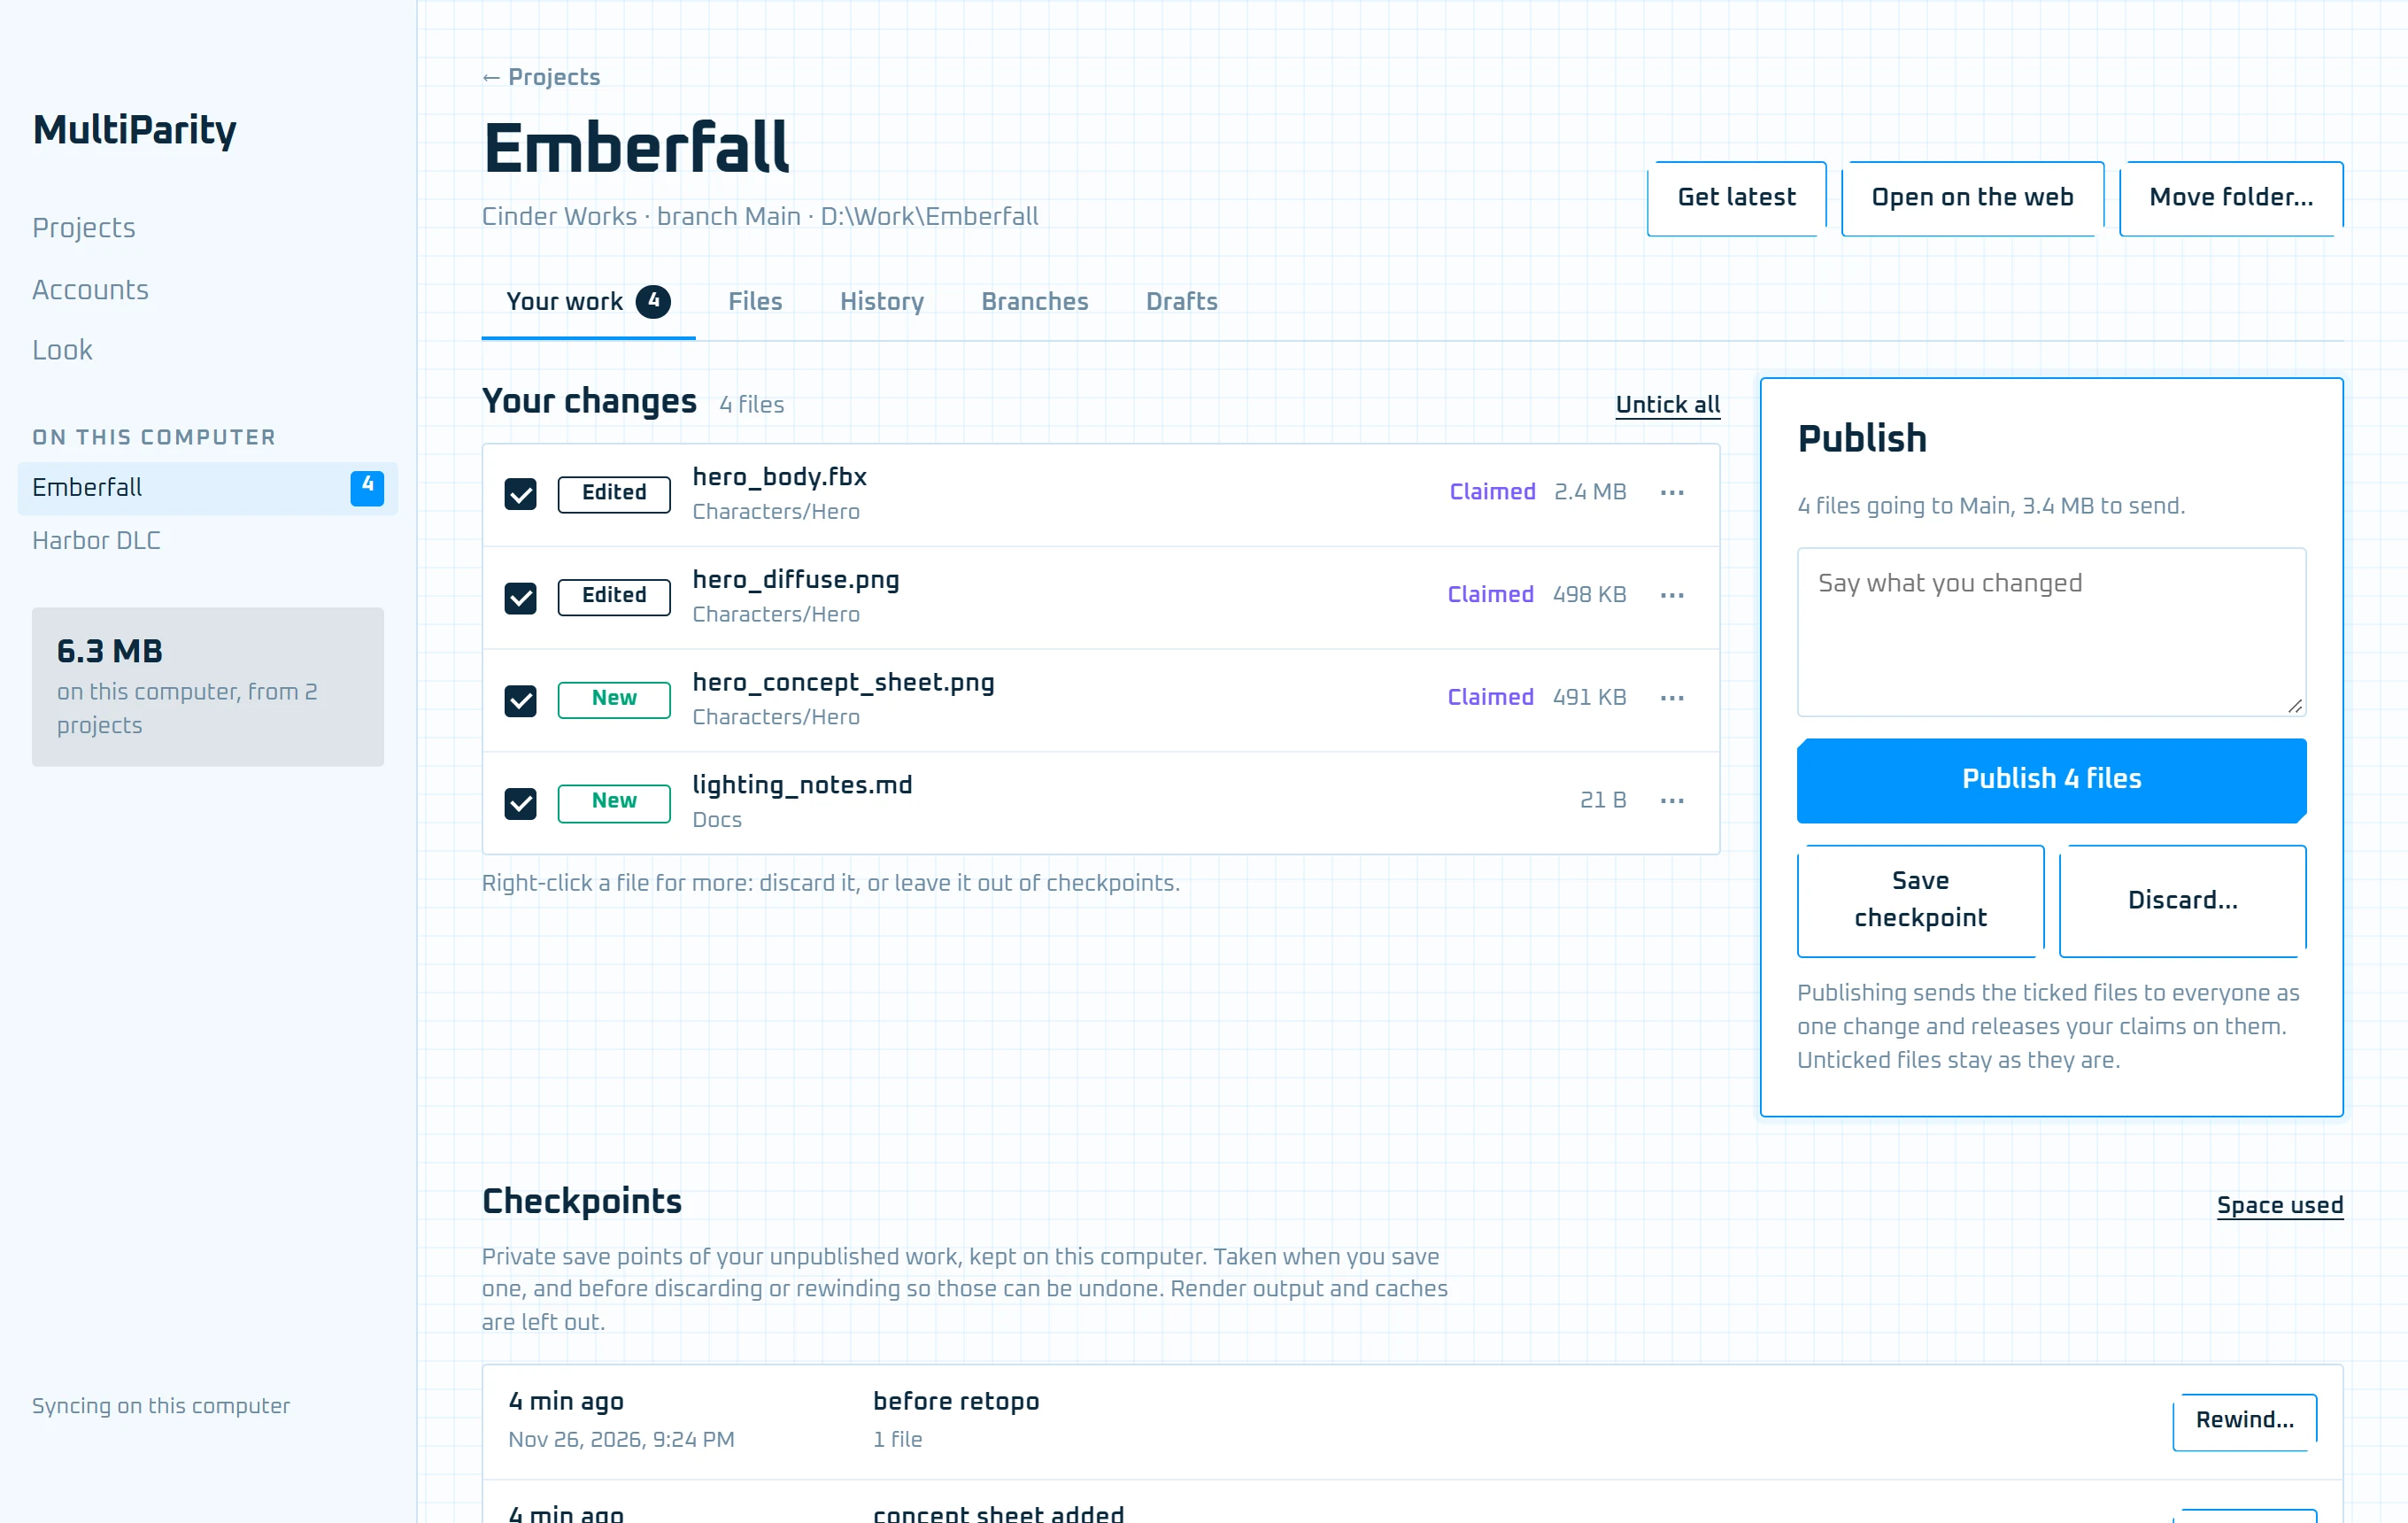 MultiParity
Projects
Accounts
Look
ON THIS COMPUTER
Emberfall 4
Harbor DLC
6.3 MB
on this computer, from 2
projects
Syncing on this computer
← Projects
Emberfall
Cinder Works · branch Main · D:\Work\Emberfall
Get latest
Open on the web
Move folder...
Your work 4
Files
History
Branches
Drafts
Your changes 4 files
Untick all
Edited
hero_body.fbx
Characters/Hero
Claimed 2.4 MB ...
Edited
hero_diffuse.png
Characters/Hero
Claimed 498 KB ...
New
hero_concept_sheet.png
Characters/Hero
Claimed 491 KB ...
New
lighting_notes.md
Docs
21 B ...
Right-click a file for more: discard it, or leave it out of checkpoints.
Publish
4 files going to Main, 3.4 MB to send.
Say what you changed
Publish 4 files
Save
checkpoint
Discard...
Publishing sends the ticked files to everyone as
one change and releases your claims on them.
Unticked files stay as they are.
Checkpoints
Space used
Private save points of your unpublished work, kept on this computer. Taken when you save
one, and before discarding or rewinding so those can be undone. Render output and caches
are left out.
4 min ago
Nov 26, 2026, 9:24 PM
before retopo
1 file
Rewind...
4 min ago
concept sheet added